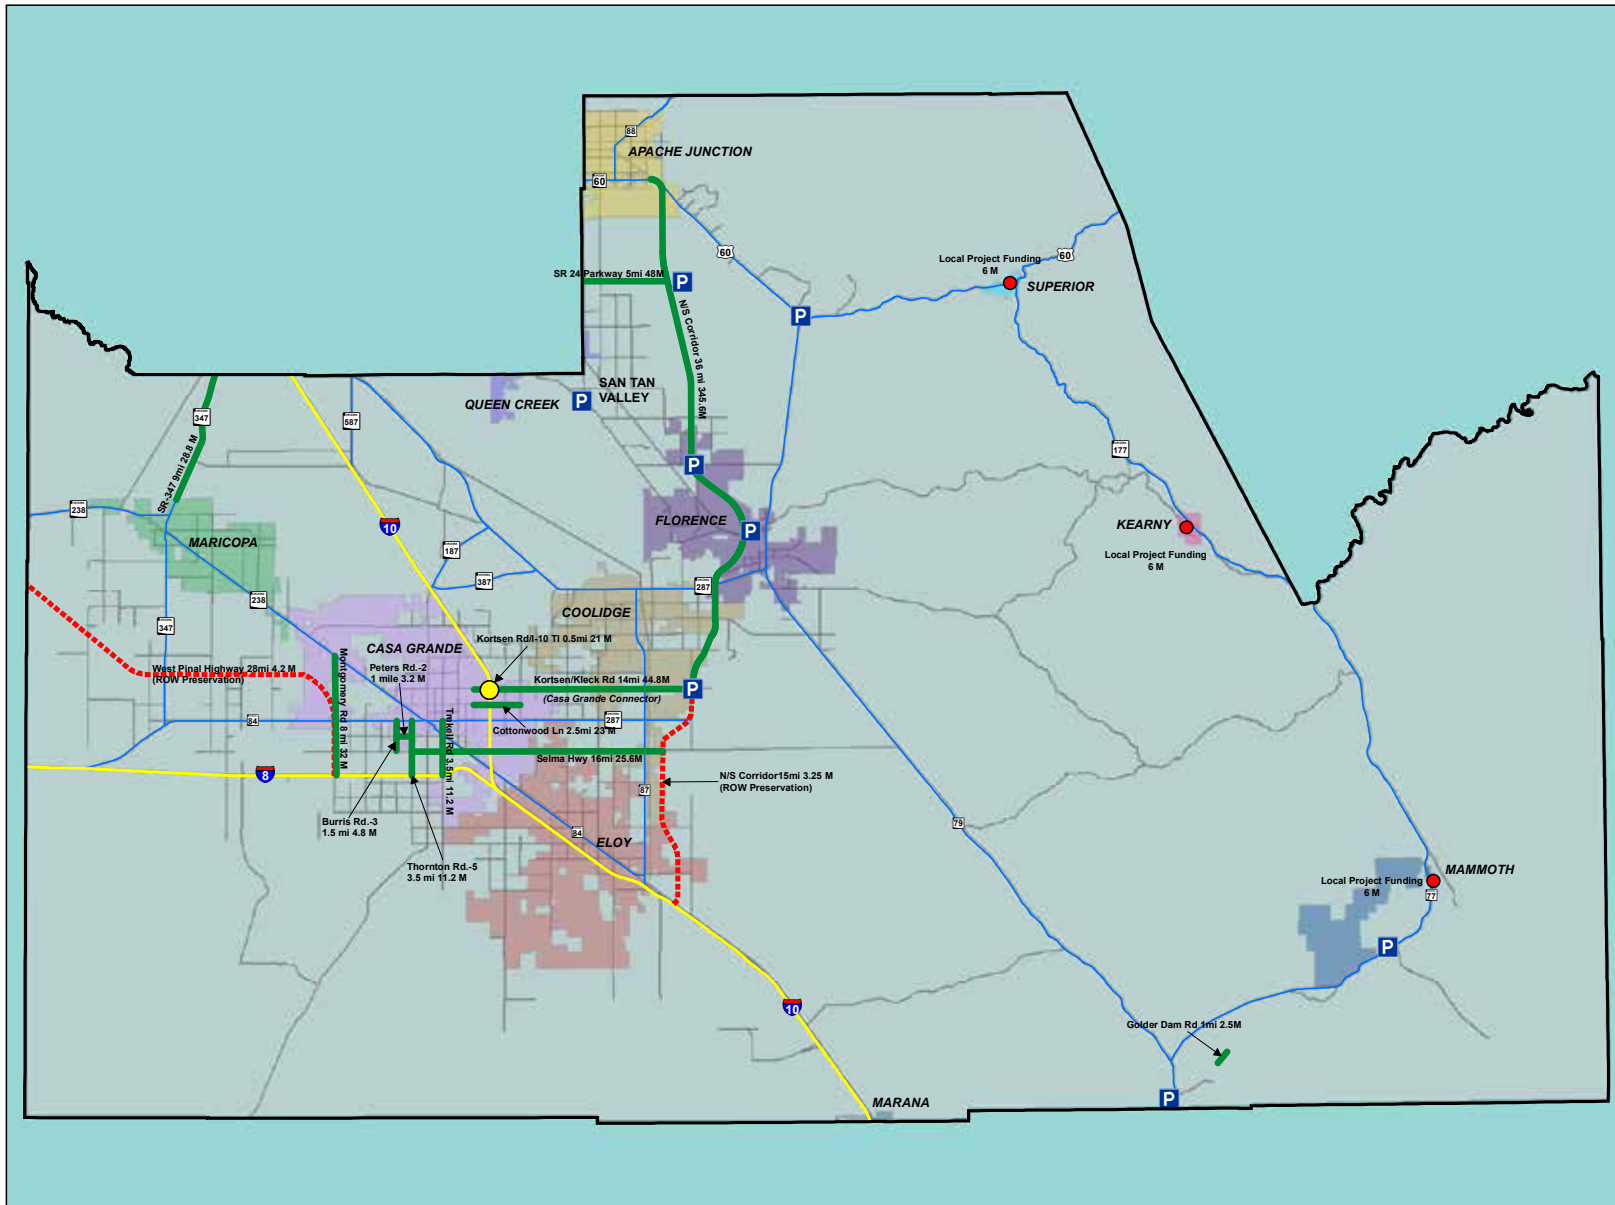 88
APACHE JUNCTION
60
60
60
Local Project Funding
6 M
SUPERIOR
SR 24 Parkway 5mi 48M
P
P
N/S Corridor 36 mi 345.6M
SAN TAN
VALLEY
QUEEN CREEK
P
347
587
SR-347 9mi 28.8 M
177
P
238
10
MARICOPA
187
387
FLORENCE
P
KEARNY
Local Project Funding
6 M
287
238
347
COOLIDGE
Kortsen Rd/I-10 TI 0.5mi 21 M
CASA GRANDE
Peters Rd.-2
1 mile 3.2 M
West Pinal Highway 28mi 4.2 M
(ROW Preservation)
Montgomery Rd 8 mi 32 M
Kortsen/Kleck Rd 14mi 44.8M
(Casa Grande Connector)
P
84
287
Cottonwood Ln 2.5mi 23 M
Trekell Rd 3.5mi 11.2 M
Selma Hwy 16mi 25.6M
8
N/S Corridor15mi 3.25 M
(ROW Preservation)
87
Burris Rd.-3
1.5 mi 4.8 M
84
ELOY
79
Thornton Rd.-5
3.5 mi 11.2 M
MAMMOTH
Local Project Funding
6 M
77
P
10
Golder Dam Rd 1mi 2.5M
P
MARANA